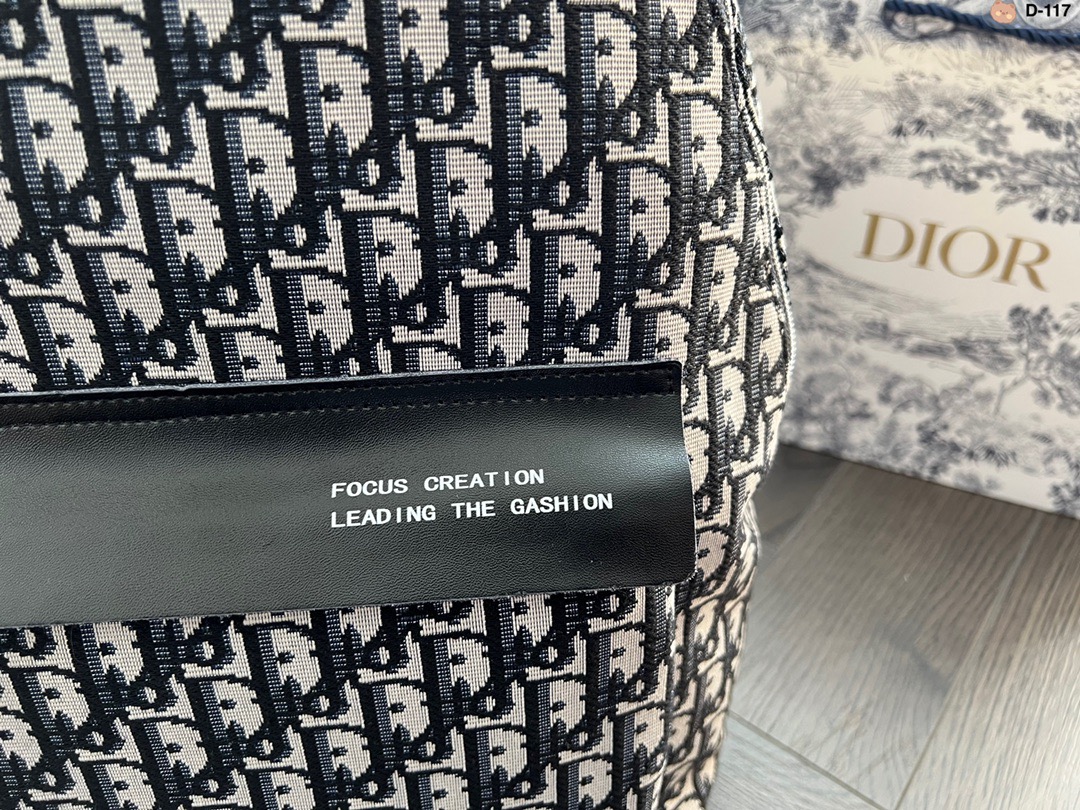 D-117
DIOR
FOCUS CREATION
LEADING THE GASHION